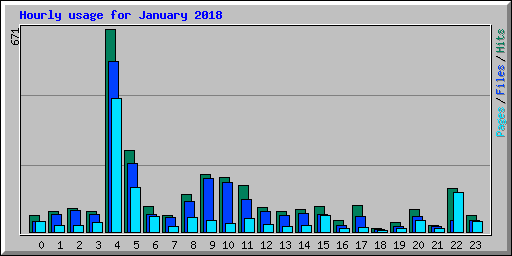 Hourly usage for January 2018
671
Pages/Files/Hits
0 1 2 3 4 5 6 7 8 9 10 11 12 13 14 15 16 17 18 19 20 21 22 23